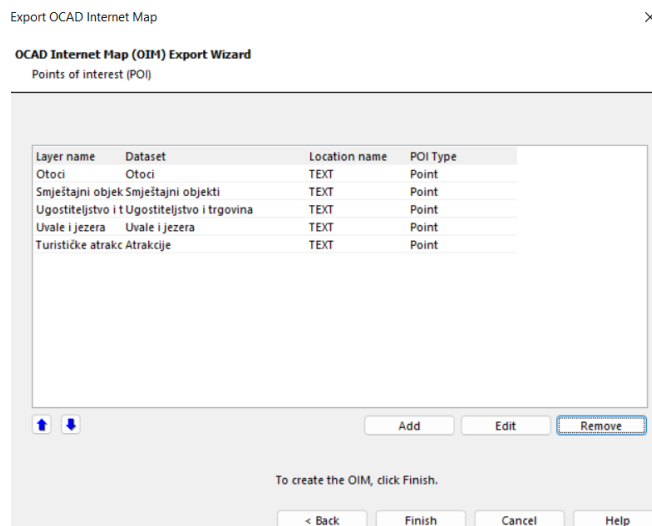 Export OCAD Internet Map
OCAD Internet Map (OIM) Export Wizard
Points of interest (POI)
Layer name Dataset Location name POI Type
Otoci Otoci TEXT Point
Smještajni objek Smještajni objekti TEXT Point
Ugostiteljstvo i t Ugostiteljstvo i trgovina TEXT Point
Uvale i jezera Uvale i jezera TEXT Point
Turističke atrakc Atrakcije TEXT Point
Add Edit Remove
To create the OIM, click Finish.
< Back Finish Cancel Help